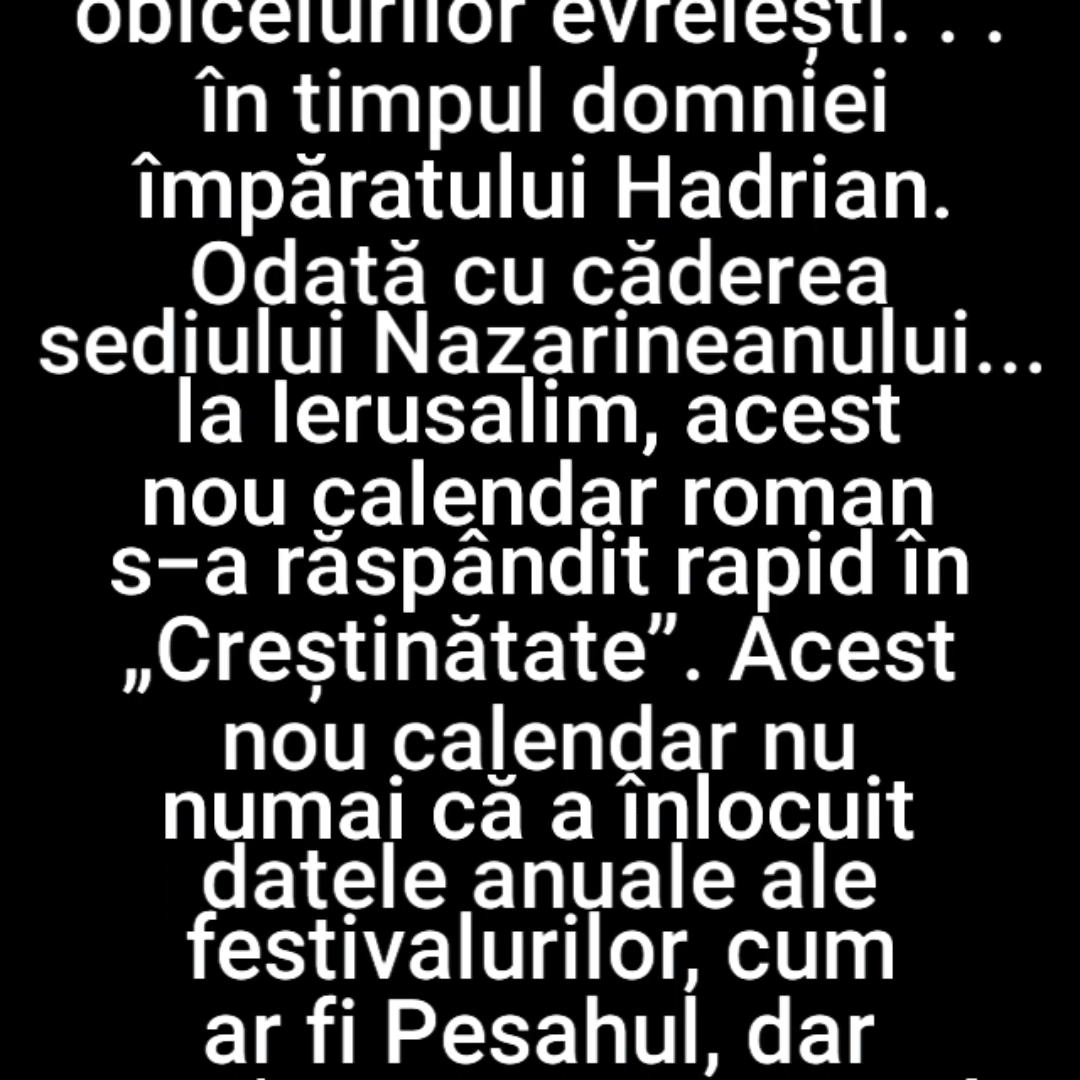 obiceiurilor evreiești. . .
în timpul domniei
împăratului Hadrian.
Odată cu căderea
sediului Nazarineanului...
la Ierusalim, acest
nou calendar roman
s–a răspândit rapid în
„Creștinătate”. Acest
nou calendar nu
numai că a înlocuit
datele anuale ale
festivalurilor, cum
ar fi Pesahul, dar